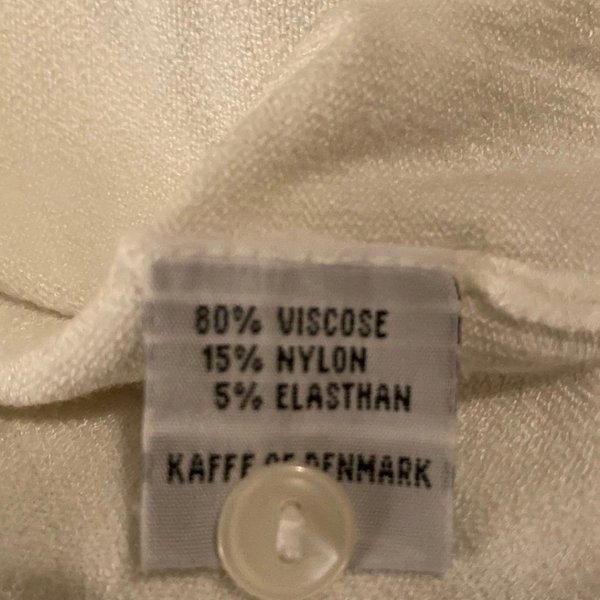 80% VISCOSE
15% NYLON
5% ELASTHAN
KAFFE OF DENMARK